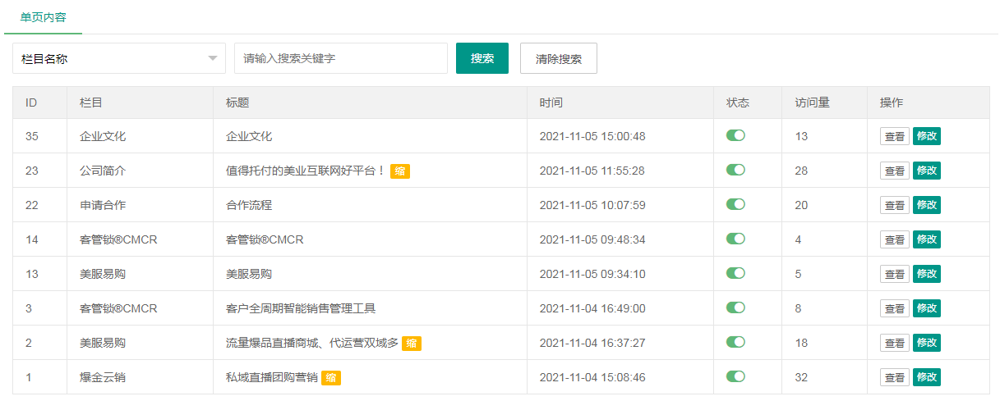 单页内容
栏目名称 请输入搜索关键字 搜索 清除搜索
ID 栏目 标题 时间 状态 访问量 操作
35 企业文化 企业文化 2021-11-05 15:00:48 13 查看 修改
23 公司简介 值得托付的美业互联网好平台！ 缩 2021-11-05 11:55:28 28 查看 修改
22 申请合作 合作流程 2021-11-05 10:07:59 20 查看 修改
14 客管锁®CMCR 客管锁®CMCR 2021-11-05 09:48:34 4 查看 修改
13 美服易购 美服易购 2021-11-05 09:34:10 5 查看 修改
3 客管锁®CMCR 客户全周期智能销售管理工具 2021-11-04 16:49:00 8 查看 修改
2 美服易购 流量爆品直播商城、代运营双域多 缩 2021-11-04 16:37:27 18 查看 修改
1 爆金云销 私域直播团购营销 缩 2021-11-04 15:08:46 32 查看 修改